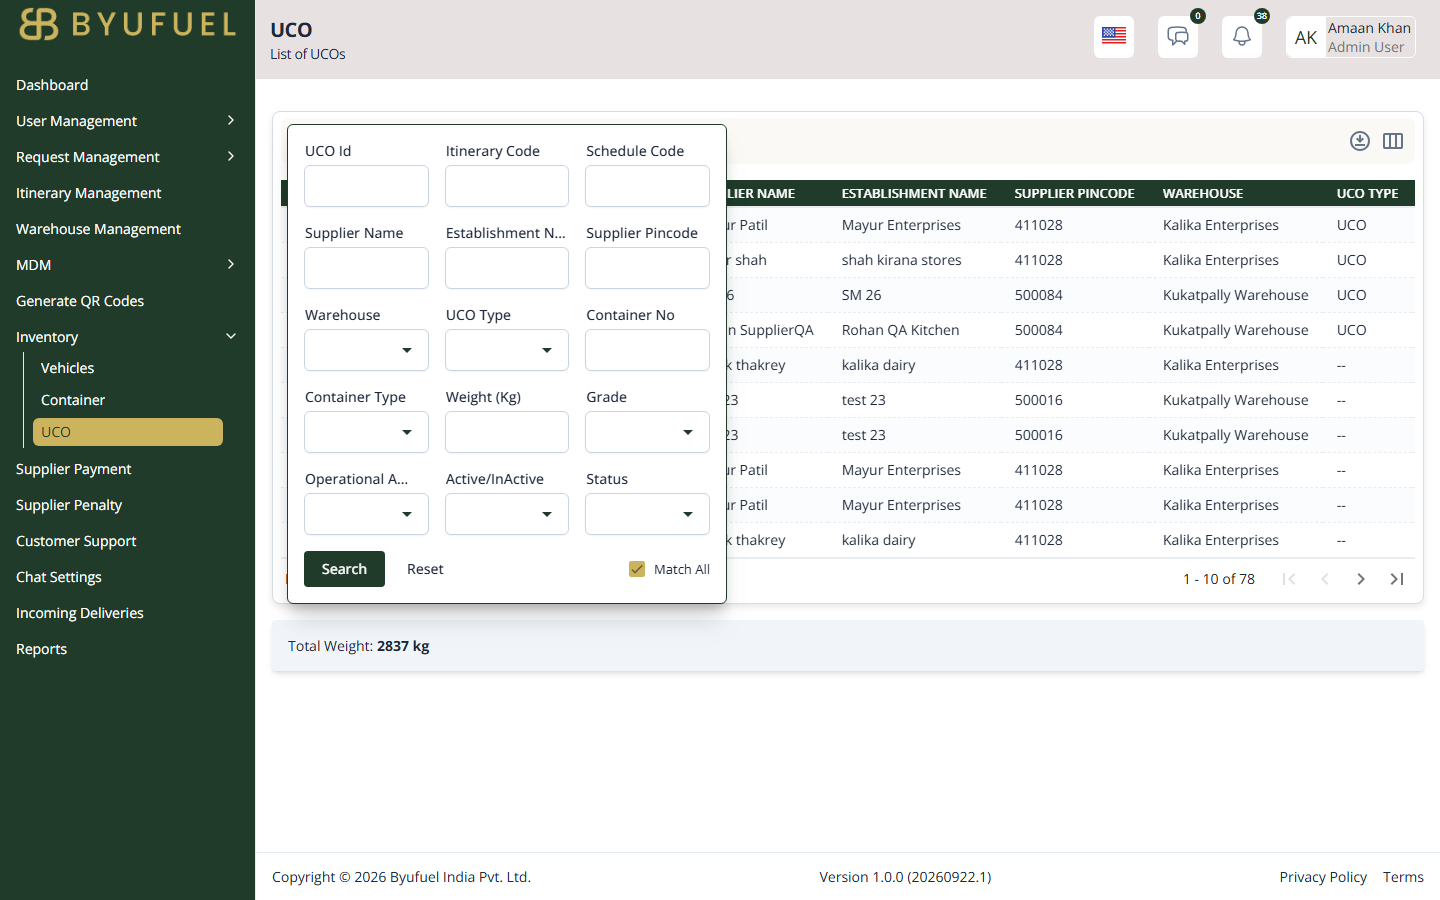 BYUFUEL
UCO
List of UCOs
0
38
AK
Amaan Khan
Admin User
Dashboard
User Management
Request Management
Itinerary Management
Warehouse Management
MDM
Generate QR Codes
Inventory
Vehicles
Container
UCO
Supplier Payment
Supplier Penalty
Customer Support
Chat Settings
Incoming Deliveries
Reports
UCO Id
Itinerary Code
Schedule Code
Supplier Name
Establishment N...
Supplier Pincode
Warehouse
UCO Type
Container No
Container Type
Weight (Kg)
Grade
Operational A...
Active/InActive
Status
Search
Reset
Match All
LIER NAME ESTABLISHMENT NAME SUPPLIER PINCODE WAREHOUSE UCO TYPE
ur Patil Mayur Enterprises 411028 Kalika Enterprises UCO
r shah shah kirana stores 411028 Kalika Enterprises UCO
6 SM 26 500084 Kukatpally Warehouse UCO
n SupplierQA Rohan QA Kitchen 500084 Kukatpally Warehouse UCO
k thakrey kalika dairy 411028 Kalika Enterprises --
23 test 23 500016 Kukatpally Warehouse --
23 test 23 500016 Kukatpally Warehouse --
ur Patil Mayur Enterprises 411028 Kalika Enterprises --
ur Patil Mayur Enterprises 411028 Kalika Enterprises --
k thakrey kalika dairy 411028 Kalika Enterprises --
1 - 10 of 78
Total Weight: 2837 kg
Copyright © 2026 Byufuel India Pvt. Ltd.
Version 1.0.0 (20260922.1)
Privacy Policy
Terms